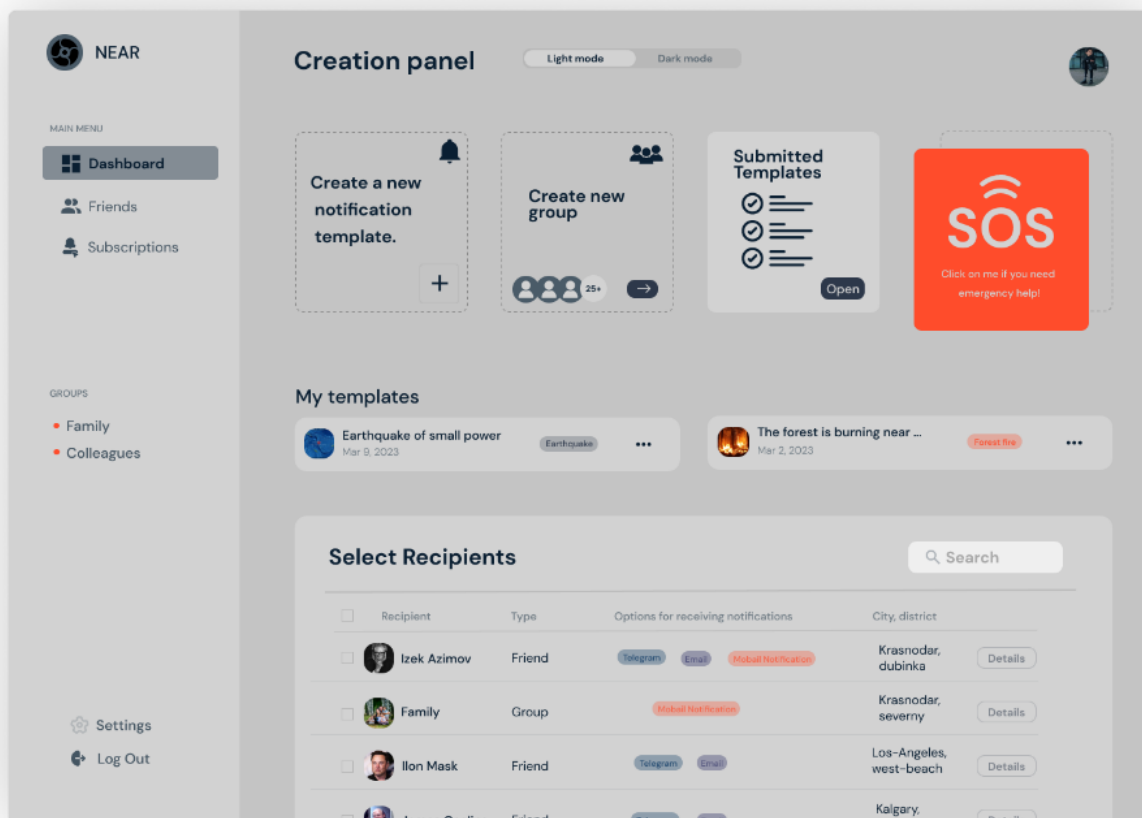 NEAR
Creation panel
Light mode
Dark mode
MAIN MENU
Dashboard
Friends
Subscriptions
Create a new
notification
template.
+
Create new
group
25+
Submitted
Templates
Open
SOS
Click on me if you need
emergency help!
GROUPS
Family
Colleagues
My templates
Earthquake of small power
Mar 9, 2023
Earthquake
The forest is burning near ...
Mar 2, 2023
Forest fire
Select Recipients
Search
Recipient Type Options for receiving notifications City, district
Izek Azimov Friend Telegram Email Mobail Notification Krasnodar,
dubinka Details
Family Group Mobail Notification Krasnodar,
severny Details
Ilon Mask Friend Telegram Email Los-Angeles,
west-beach Details
Kalgary,
Settings
Log Out